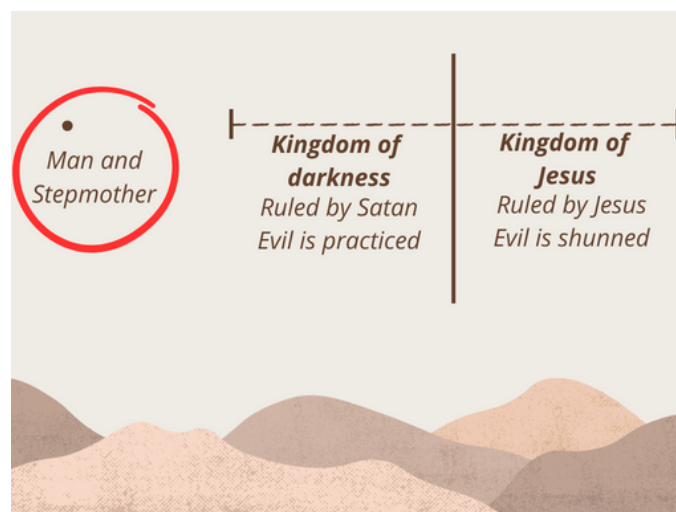 Man and
Stepmother
Kingdom of
darkness
Ruled by Satan
Evil is practiced
Kingdom of
Jesus
Ruled by Jesus
Evil is shunned